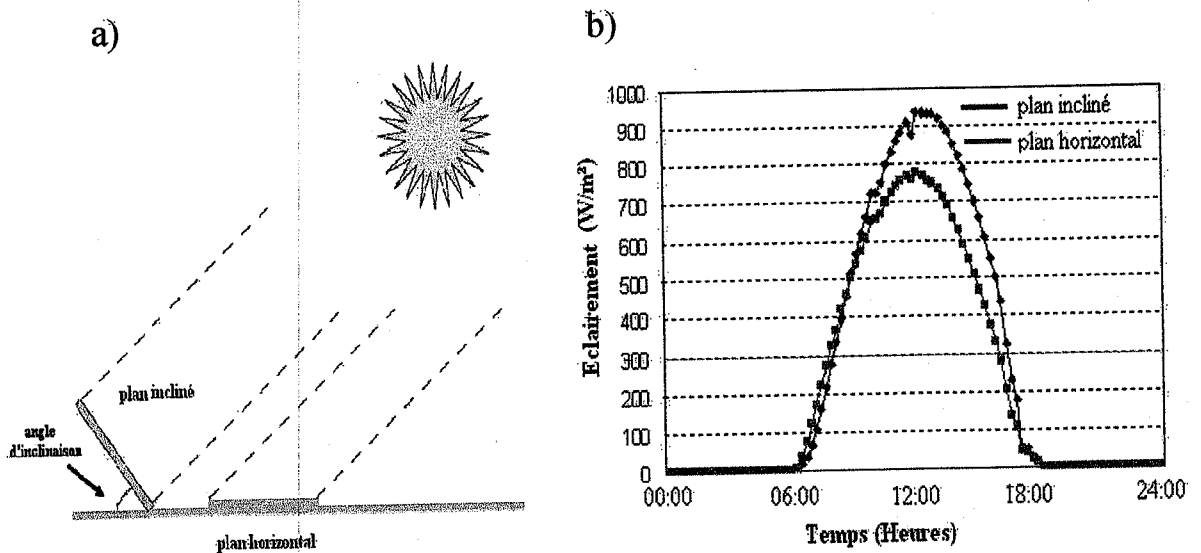 a)
plan incliné
angle
d'inclinaison
plan horizontal
b)
1000
900
800
700
600
500
400
300
200
100
0
Eclairement (W/m²)
plan incliné
plan horizontal
00:00 06:00 12:00 18:00 24:00
Temps (Heures)